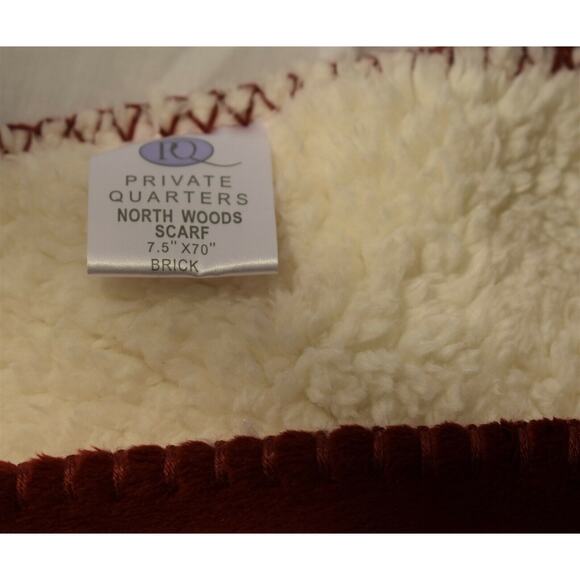 PQ
PRIVATE
QUARTERS
NORTH WOODS
SCARF
7.5" X70"
BRICK